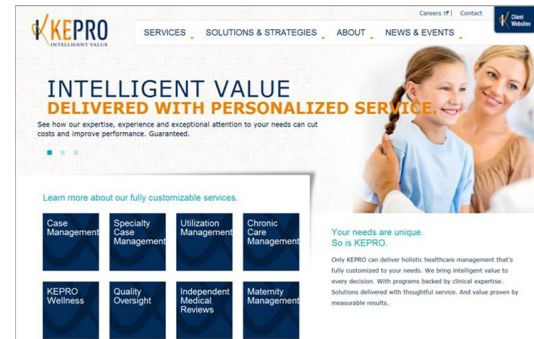 Careers | Contact
Client
Websites
KEPRO
INTELLIGENT VALUE
SERVICES SOLUTIONS & STRATEGIES ABOUT NEWS & EVENTS
INTELLIGENT VALUE
DELIVERED WITH PERSONALIZED SERVICE.
See how our expertise, experience and exceptional attention to your needs can cut
costs and improve performance. Guaranteed.
Learn more about our fully customizable services.
Case
Management
Specialty
Case
Management
Utilization
Management
Chronic
Care
Management
KEPRO
Wellness
Quality
Oversight
Independent
Medical
Reviews
Maternity
Management
Your needs are unique.
So is KEPRO.
Only KEPRO can deliver holistic healthcare management that's
fully customized to your needs. We bring intelligent value to
every decision. With programs backed by clinical expertise.
Solutions delivered with thoughtful service. And value proven by
measurable results.